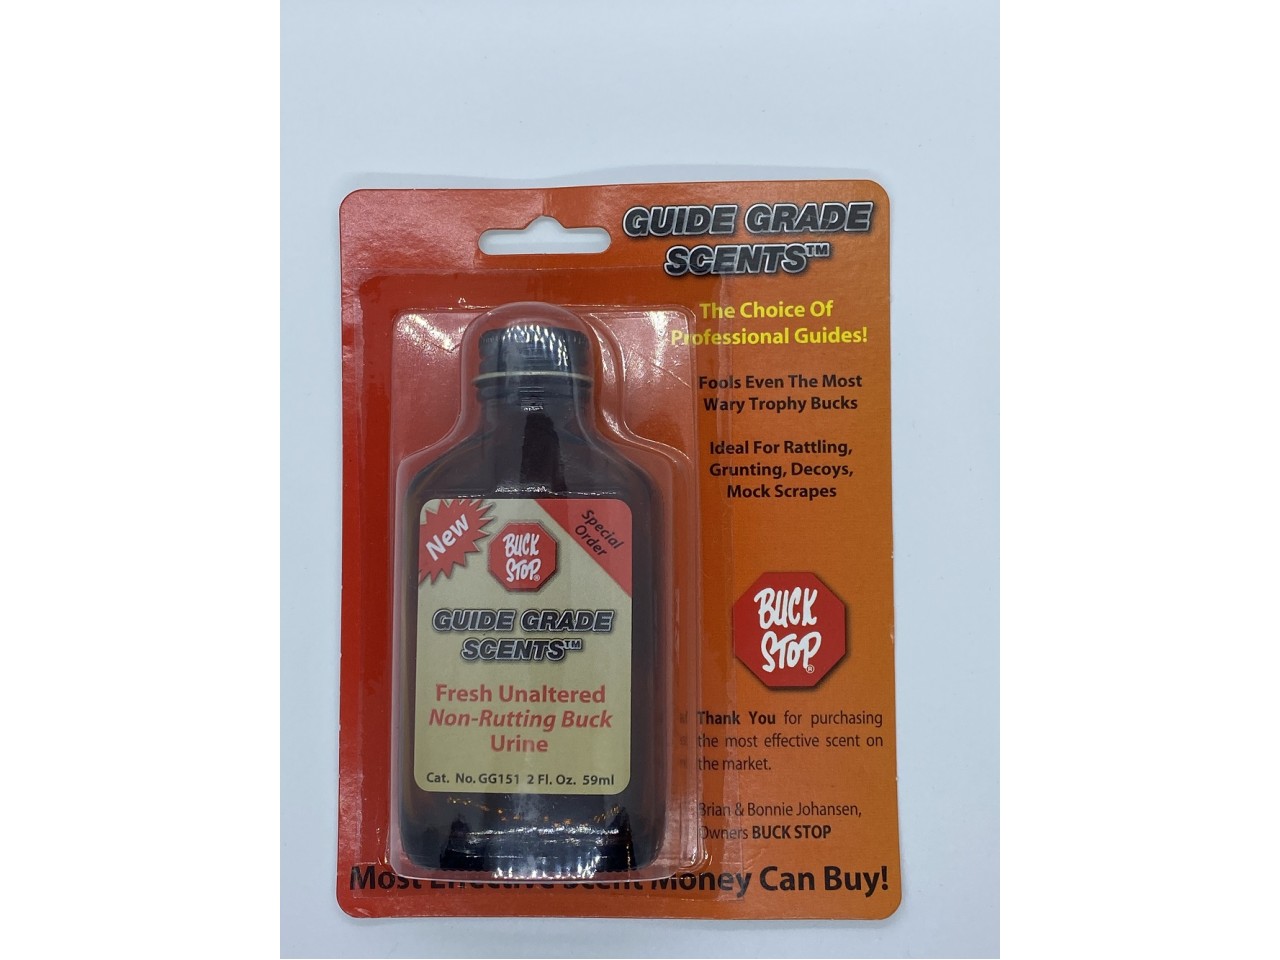 GUIDE GRADE
SCENTS™
The Choice Of
Professional Guides!
Fools Even The Most
Wary Trophy Bucks
Ideal For Rattling,
Grunting, Decoys,
Mock Scrapes
BUCK
STOP®
Thank You for purchasing
the most effective scent on
the market.
Brian & Bonnie Johansen,
Owners BUCK STOP
Most Effective Scent Money Can Buy!
New
BUCK
STOP®
Special
Order
GUIDE GRADE
SCENTS™
Fresh Unaltered
Non-Rutting Buck
Urine
Cat. No. GG151 2 Fl. Oz. 59ml